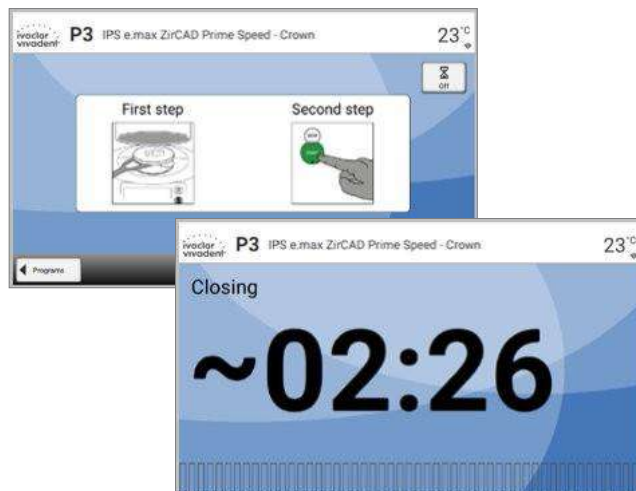 ivoclar vivadent P3 IPS e.max ZirCAD Prime Speed - Crown 23°C
Off
First step Second step
START
Programs
ivoclar vivadent P3 IPS e.max ZirCAD Prime Speed - Crown 23°C
Closing
~02:26